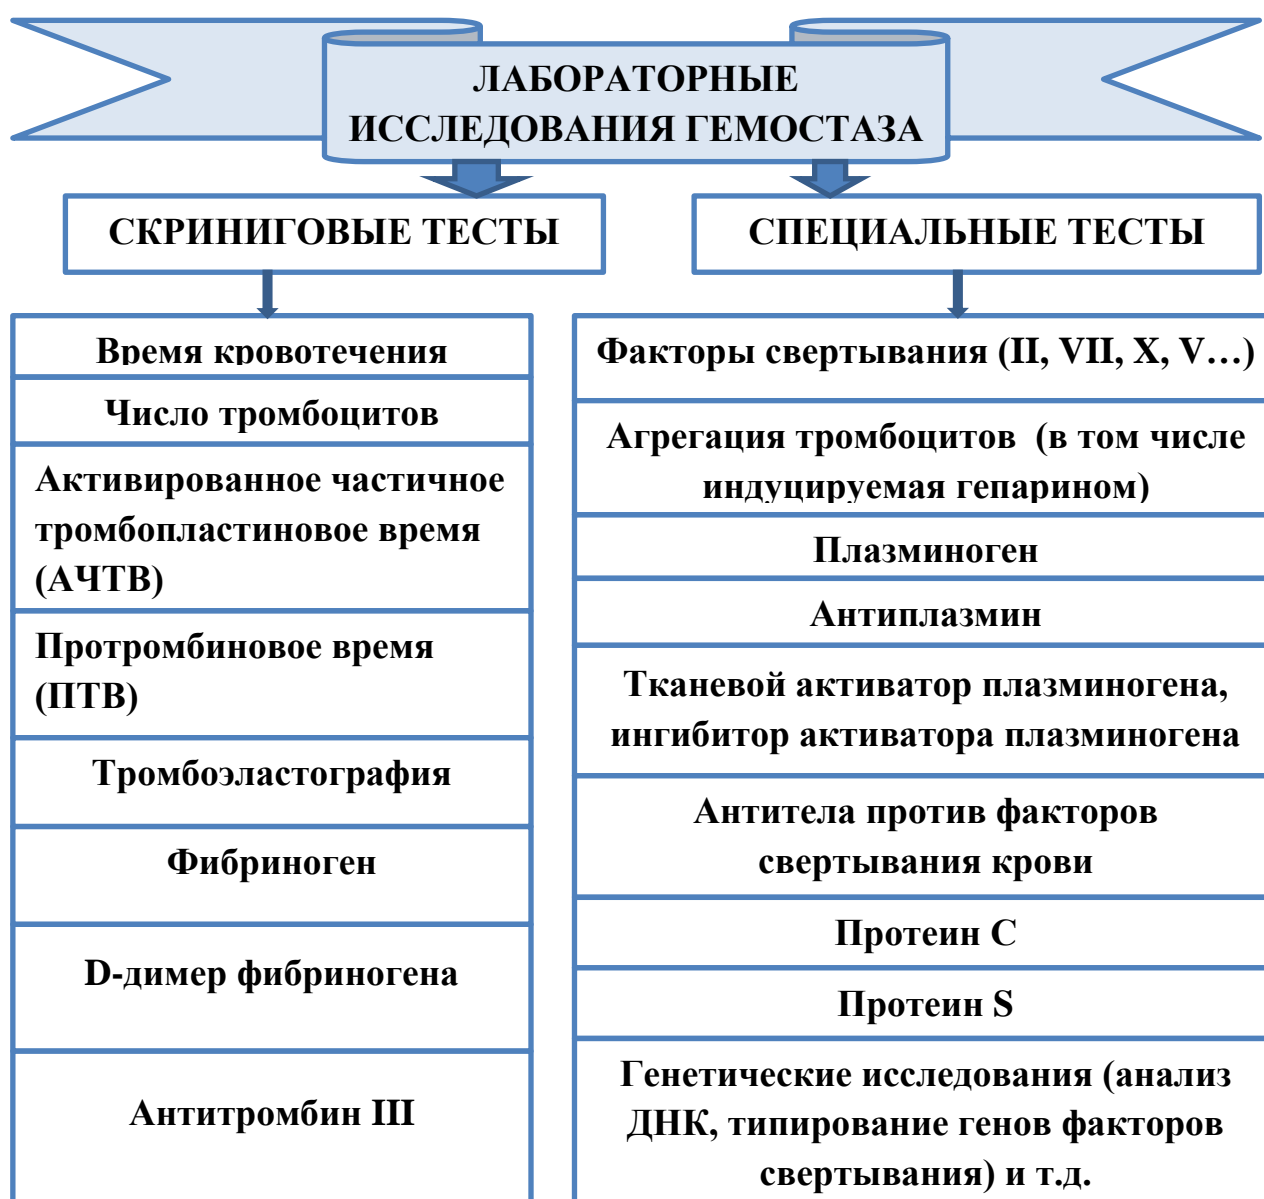 ЛАБОРАТОРНЫЕ
ИССЛЕДОВАНИЯ ГЕМОСТАЗА
СКРИНИГОВЫЕ ТЕСТЫ
Время кровотечения
Число тромбоцитов
Активированное частичное
тромбопластиновое время
(АЧТВ)
Протромбиновое время
(ПТВ)
Тромбоэластография
Фибриноген
D-димер фибриногена
Антитромбин III
СПЕЦИАЛЬНЫЕ ТЕСТЫ
Факторы свертывания (II, VII, X, V…)
Агрегация тромбоцитов (в том числе
индуцируемая гепарином)
Плазминоген
Антиплазмин
Тканевой активатор плазминогена,
ингибитор активатора плазминогена
Антитела против факторов
свертывания крови
Протеин С
Протеин S
Генетические исследования (анализ
ДНК, типирование генов факторов
свертывания) и т.д.